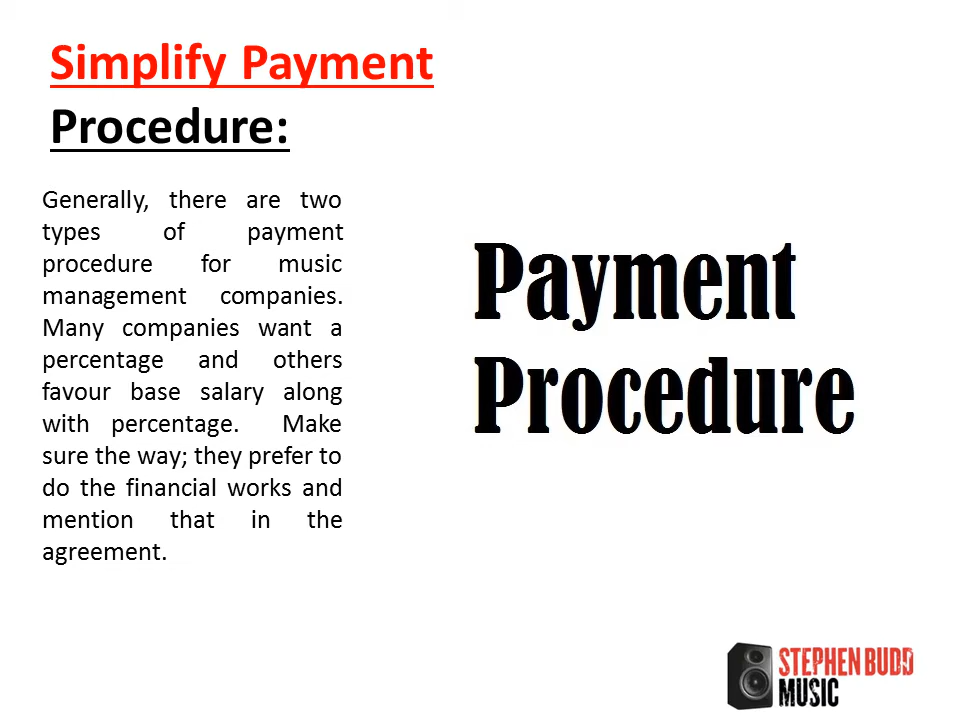 Simplify Payment
Procedure:
Generally, there are two
types of payment
procedure for music
management companies.
Many companies want a
percentage and others
favour base salary along
with percentage. Make
sure the way; they prefer to
do the financial works and
mention that in the
agreement.
Payment
Procedure
STEPHEN BUDD
MUSIC